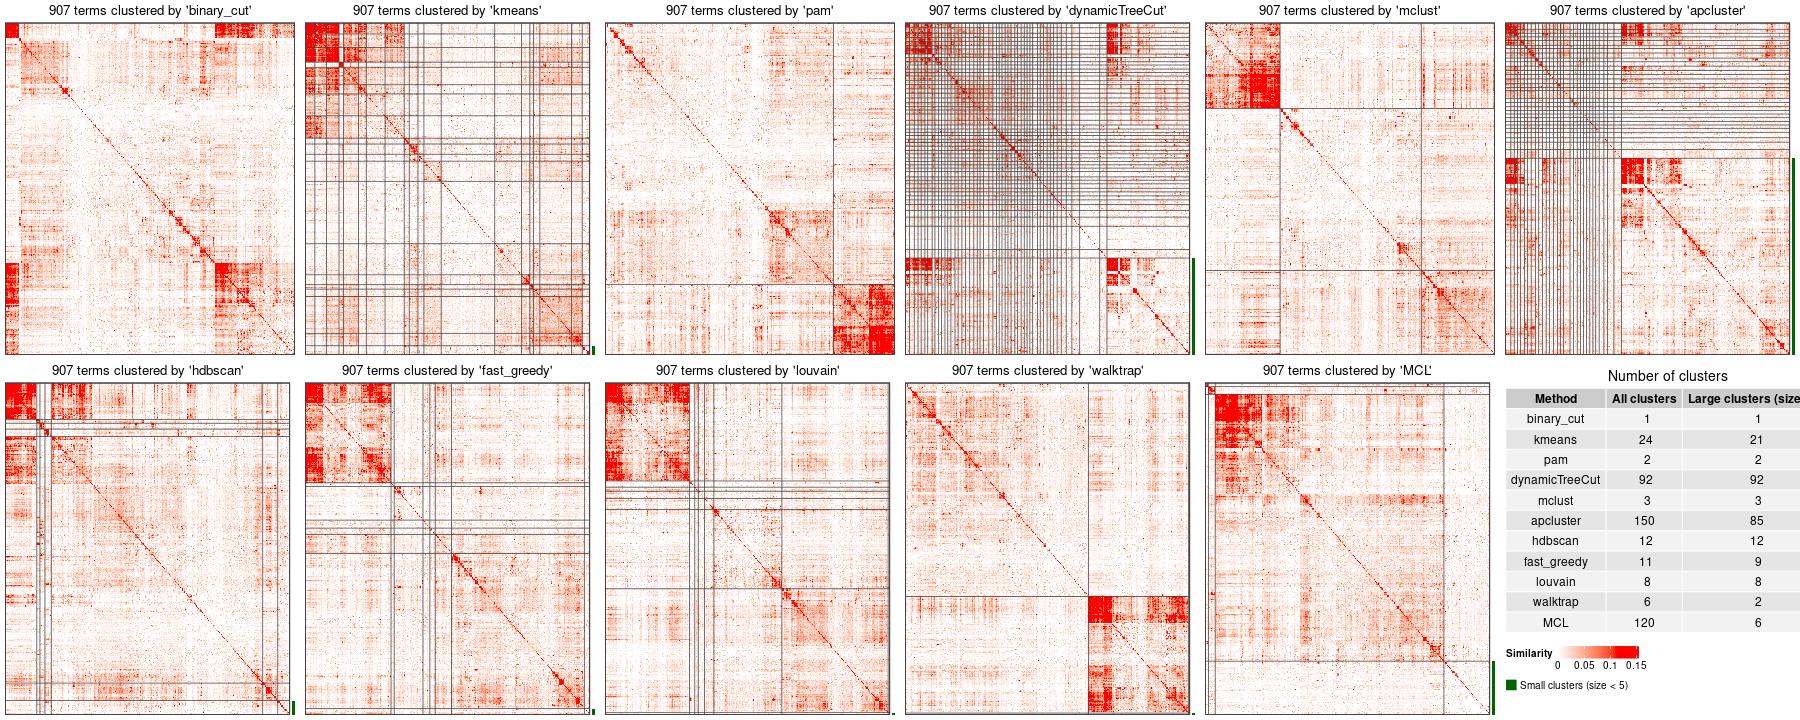 907 terms clustered by 'binary_cut'
907 terms clustered by 'kmeans'
907 terms clustered by 'pam'
907 terms clustered by 'dynamicTreeCut'
907 terms clustered by 'mclust'
907 terms clustered by 'apcluster'
907 terms clustered by 'hdbscan'
907 terms clustered by 'fast_greedy'
907 terms clustered by 'louvain'
907 terms clustered by 'walktrap'
907 terms clustered by 'MCL'
Number of clusters
Method All clusters Large clusters (size
binary_cut 1 1
kmeans 24 21
pam 2 2
dynamicTreeCut 92 92
mclust 3 3
apcluster 150 85
hdbscan 12 12
fast_greedy 11 9
louvain 8 8
walktrap 6 2
MCL 120 6
Similarity
0 0.05 0.1 0.15
Small clusters (size < 5)